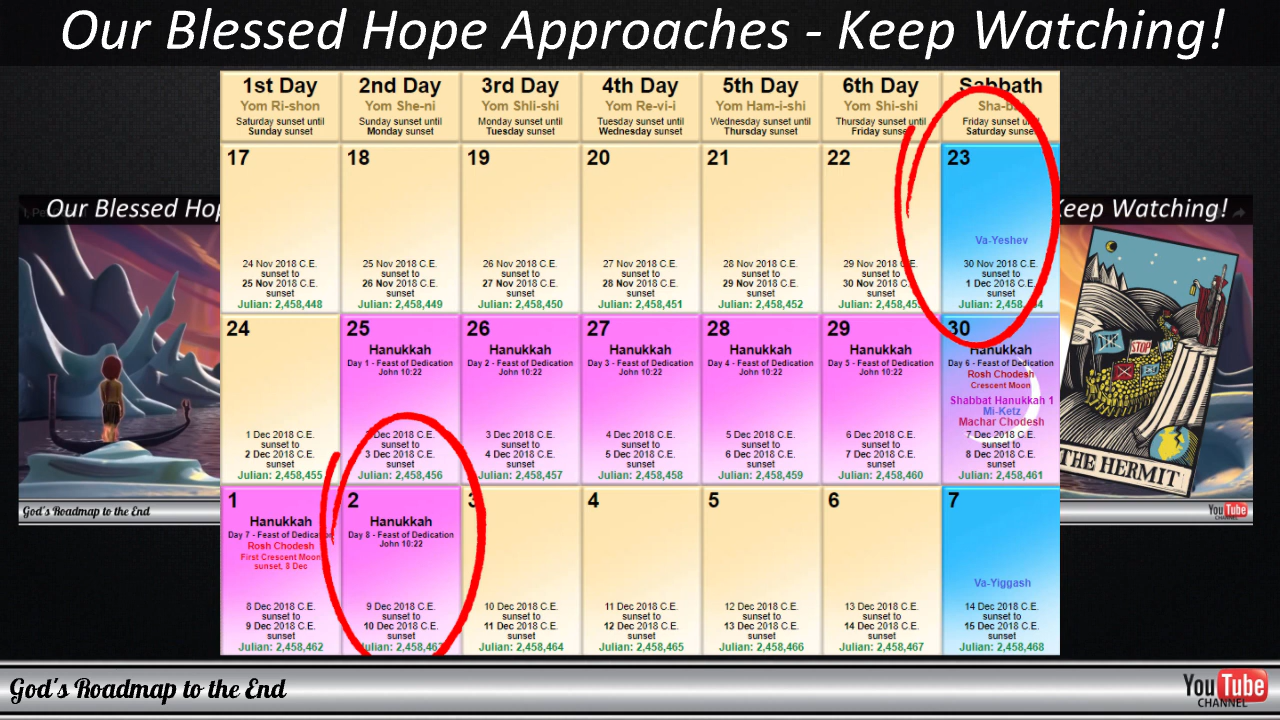 Our Blessed Hope Approaches - Keep Watching!
1st Day
Yom Ri-shon
Saturday sunset until
Sunday sunset
2nd Day
Yom She-ni
Sunday sunset until
Monday sunset
3rd Day
Yom Shli-shi
Monday sunset until
Tuesday sunset
4th Day
Yom Re-vi-i
Tuesday sunset until
Wednesday sunset
5th Day
Yom Ham-i-shi
Wednesday sunset until
Thursday sunset
6th Day
Yom Shi-shi
Thursday sunset until
Friday sunset
Sabbath
Friday sunset until
Saturday sunset
17
24 Nov 2018 C.E.
sunset to
25 Nov 2018 C.E.
sunset
Julian: 2,458,448
18
25 Nov 2018 C.E.
sunset to
26 Nov 2018 C.E.
sunset
Julian: 2,458,449
19
26 Nov 2018 C.E.
sunset to
27 Nov 2018 C.E.
sunset
Julian: 2,458,450
20
27 Nov 2018 C.E.
sunset to
28 Nov 2018 C.E.
sunset
Julian: 2,458,451
21
28 Nov 2018 C.E.
sunset to
29 Nov 2018 C.E.
sunset
Julian: 2,458,452
22
29 Nov 2018 C.E.
sunset to
30 Nov 2018 C.E.
sunset
Julian:
23
Va-Yeshev
30 Nov 2018 C.E.
sunset to
1 Dec 2018 C.E.
sunset
Julian:
24
1 Dec 2018 C.E.
sunset to
2 Dec 2018 C.E.
sunset
Julian: 2,458,455
25
Hanukkah
Day 1 - Feast of Dedication
John 10:22
2 Dec 2018 C.E.
sunset to
3 Dec 2018 C.E.
sunset
Julian: 2,458,456
26
Hanukkah
Day 2 - Feast of Dedication
John 10:22
3 Dec 2018 C.E.
sunset to
4 Dec 2018 C.E.
sunset
Julian: 2,458,457
27
Hanukkah
Day 3 - Feast of Dedication
John 10:22
4 Dec 2018 C.E.
sunset to
5 Dec 2018 C.E.
sunset
Julian: 2,458,458
28
Hanukkah
Day 4 - Feast of Dedication
John 10:22
5 Dec 2018 C.E.
sunset to
6 Dec 2018 C.E.
sunset
Julian: 2,458,459
29
Hanukkah
Day 5 - Feast of Dedication
John 10:22
6 Dec 2018 C.E.
sunset to
7 Dec 2018 C.E.
sunset
Julian: 2,458,460
30
Hanukkah
Day 6 - Feast of Dedication
Rosh Chodesh
Crescent Moon
Shabbat Hanukkah 1
Mi-Ketz
Machar Chodesh
7 Dec 2018 C.E.
sunset to
8 Dec 2018 C.E.
sunset
Julian: 2,458,461
1
Hanukkah
Day 7 - Feast of Dedication
Rosh Chodesh
First Crescent Moon
sunset, 8 Dec
8 Dec 2018 C.E.
sunset to
9 Dec 2018 C.E.
sunset
Julian: 2,458,462
2
Hanukkah
Day 8 - Feast of Dedication
John 10:22
9 Dec 2018 C.E.
sunset to
10 Dec 2018 C.E.
sunset
Julian:
3
10 Dec 2018 C.E.
sunset to
11 Dec 2018 C.E.
sunset
Julian: 2,458,464
4
11 Dec 2018 C.E.
sunset to
12 Dec 2018 C.E.
sunset
Julian: 2,458,465
5
12 Dec 2018 C.E.
sunset to
13 Dec 2018 C.E.
sunset
Julian: 2,458,466
6
13 Dec 2018 C.E.
sunset to
14 Dec 2018 C.E.
sunset
Julian: 2,458,467
7
Va-Yiggash
14 Dec 2018 C.E.
sunset to
15 Dec 2018 C.E.
sunset
Julian: 2,458,468
Our Blessed Hop
Keep Watching!
STOP
THE HERMIT
God's Roadmap to the End
YouTube
CHANNEL
God's Roadmap to the End
YouTube
CHANNEL